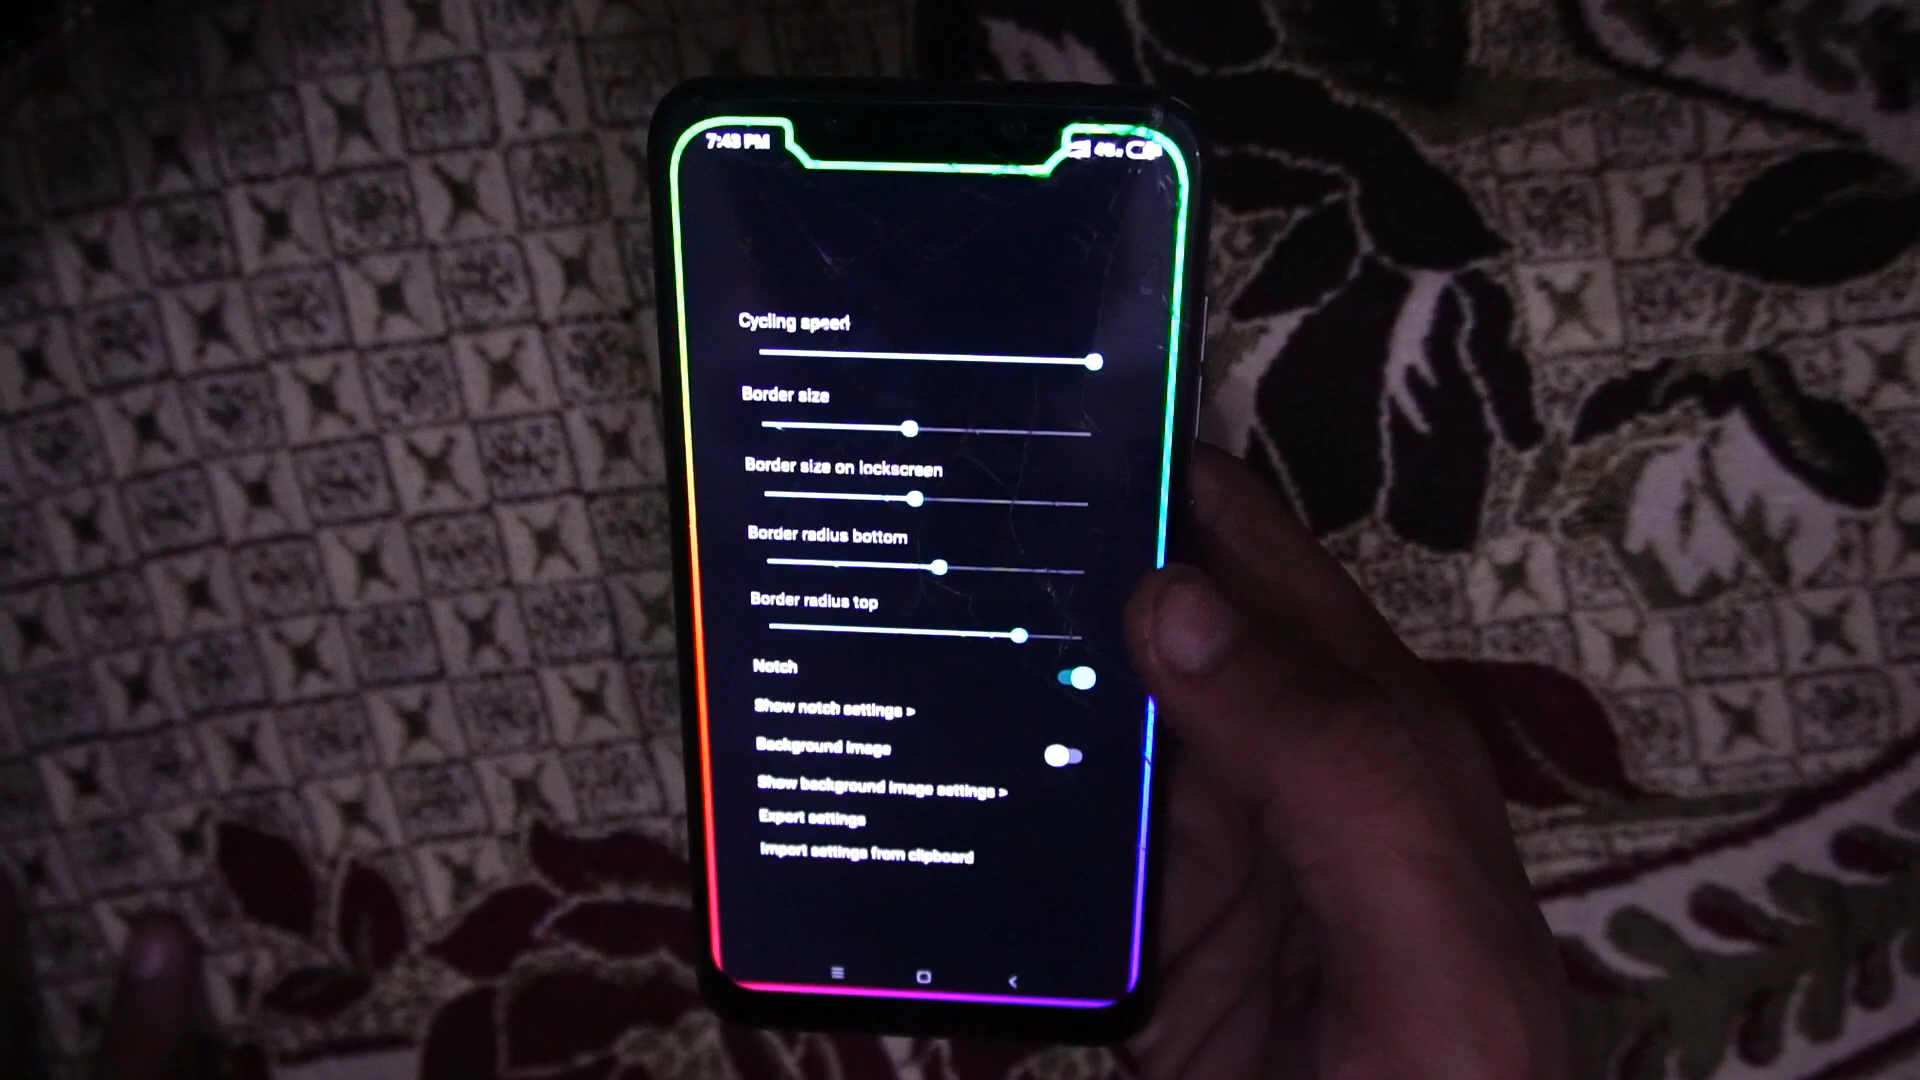 7:43 PM
Cycling speed
Border size
Border size on lockscreen
Border radius bottom
Border radius top
Notch
Show notch settings >
Background image
Show background image settings >
Export settings
Import settings from clipboard